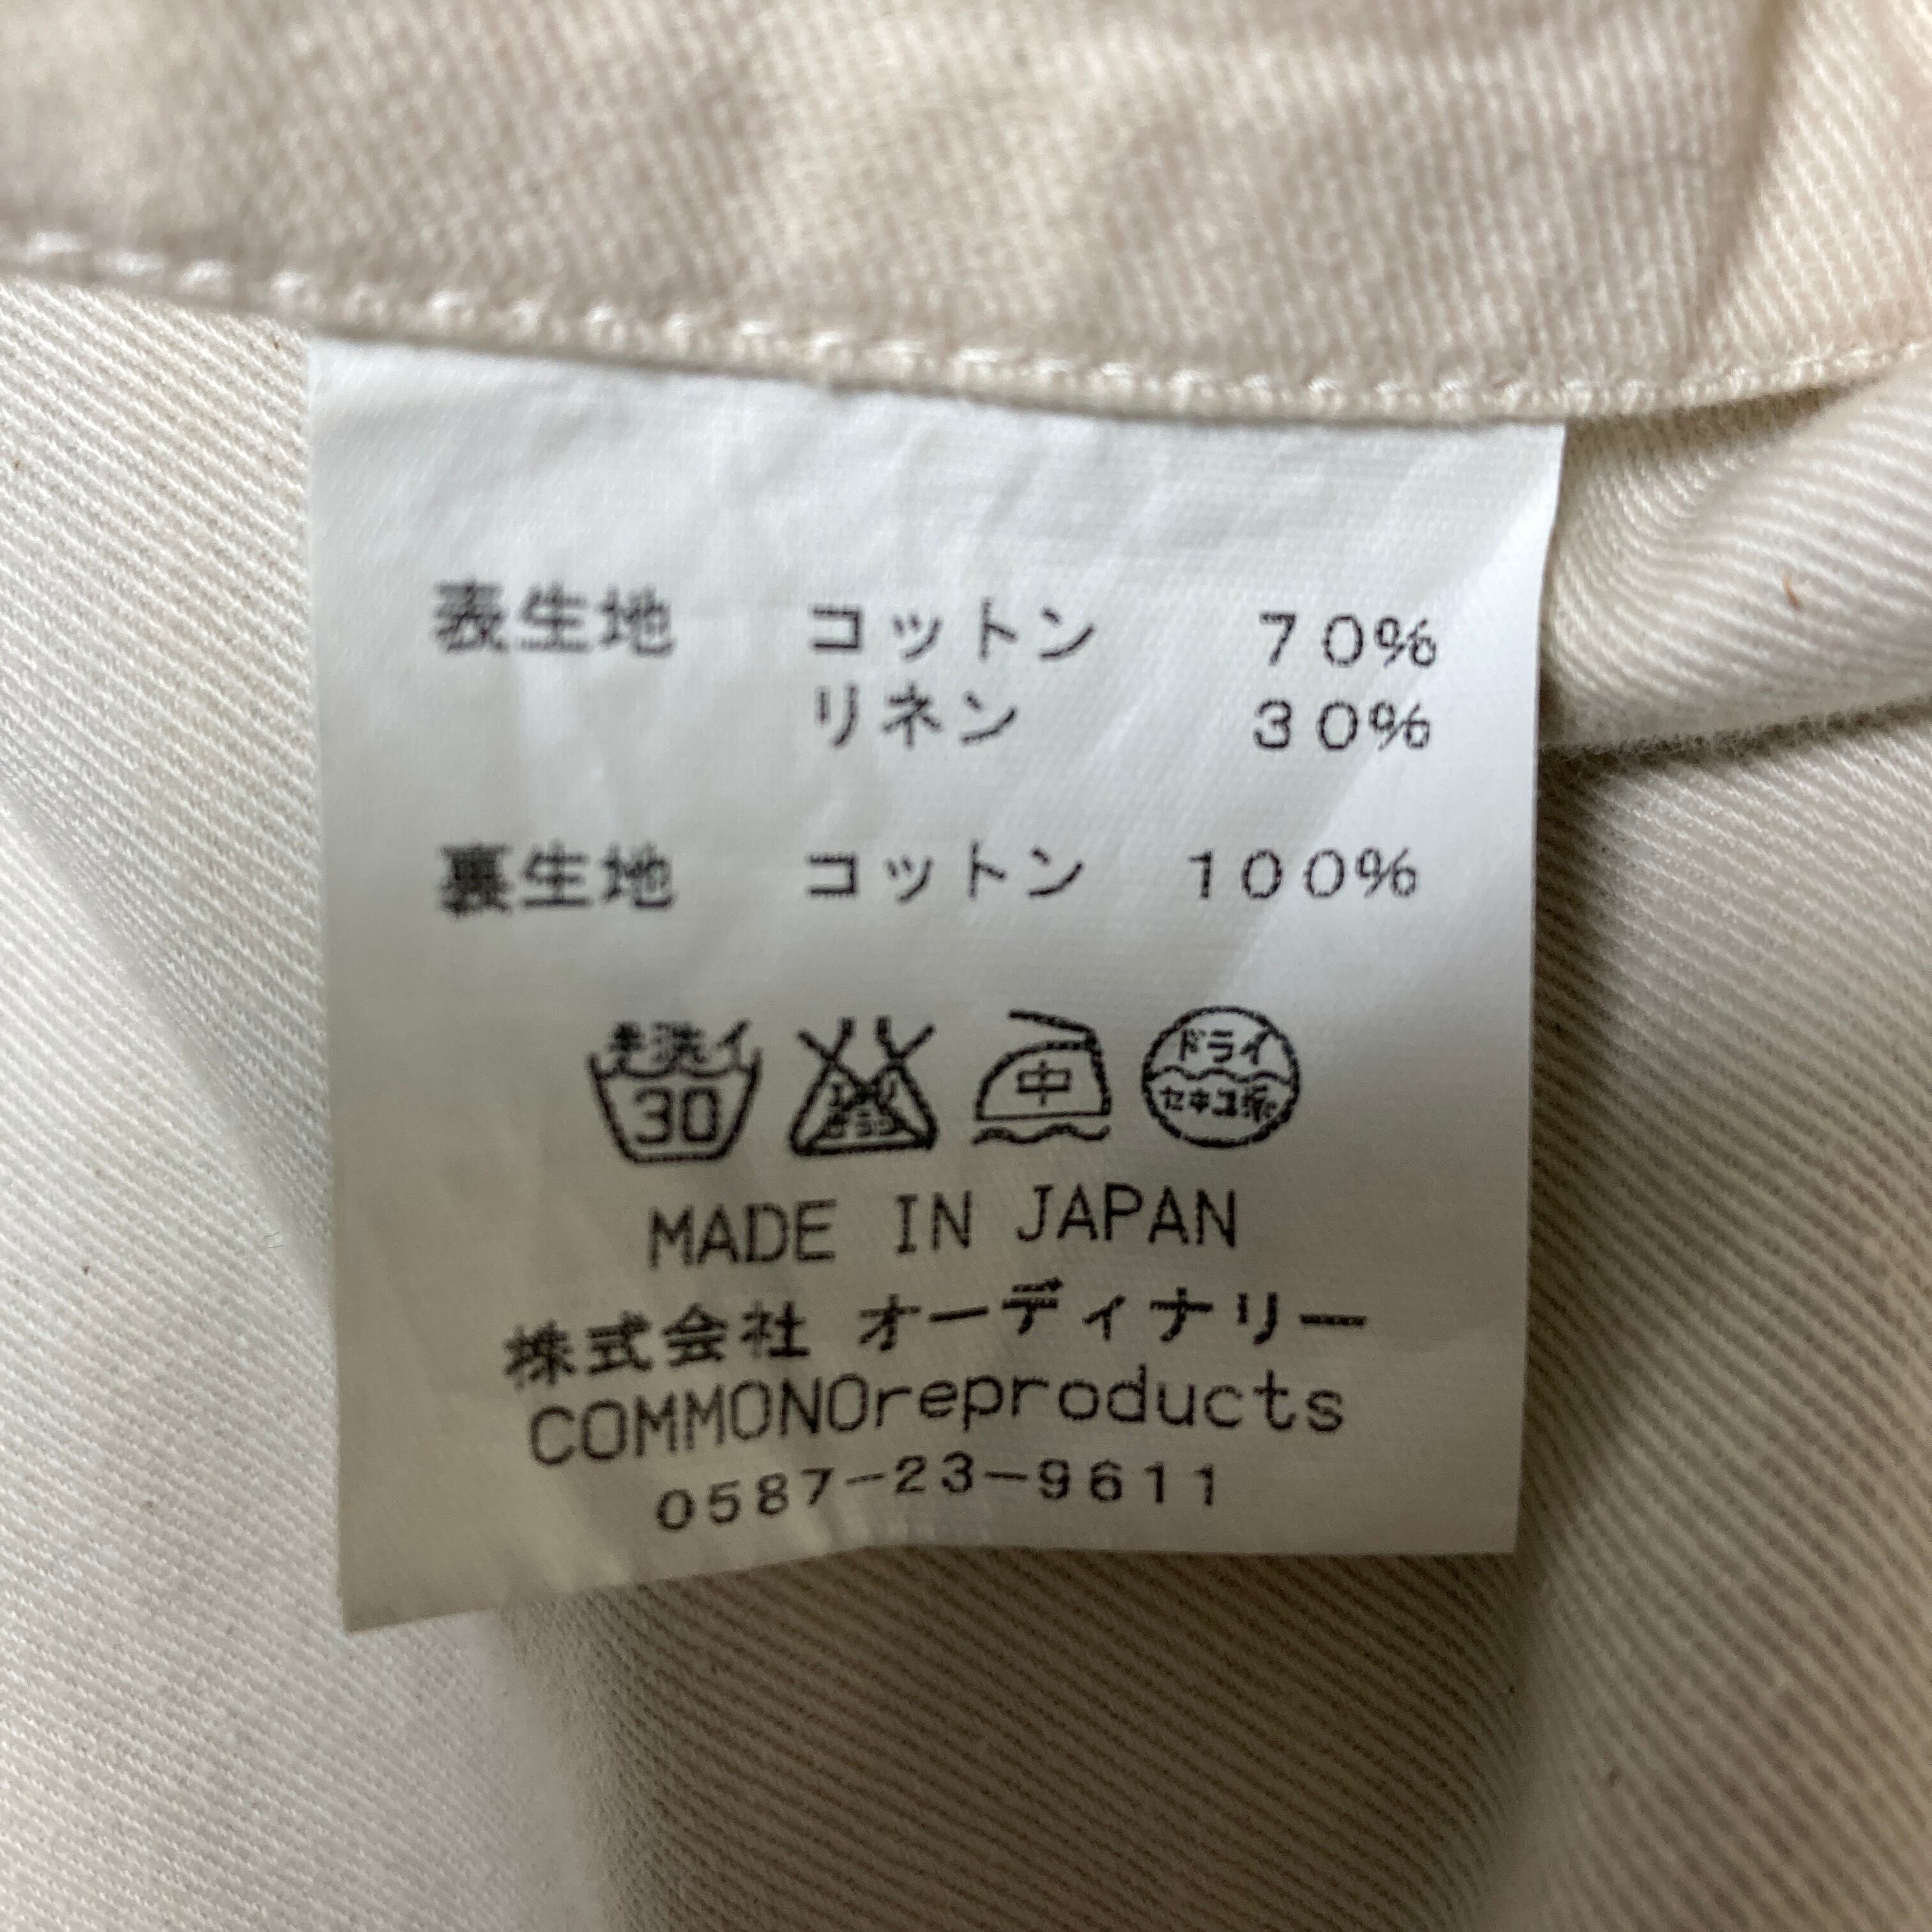 表生地 コットン 70%
リネン 30%
裏生地 コットン 100%
手洗イ 30 中 ドライ セキユ系
MADE IN JAPAN
株式会社 オーディナリー
COMMONOreproducts
0587-23-9611